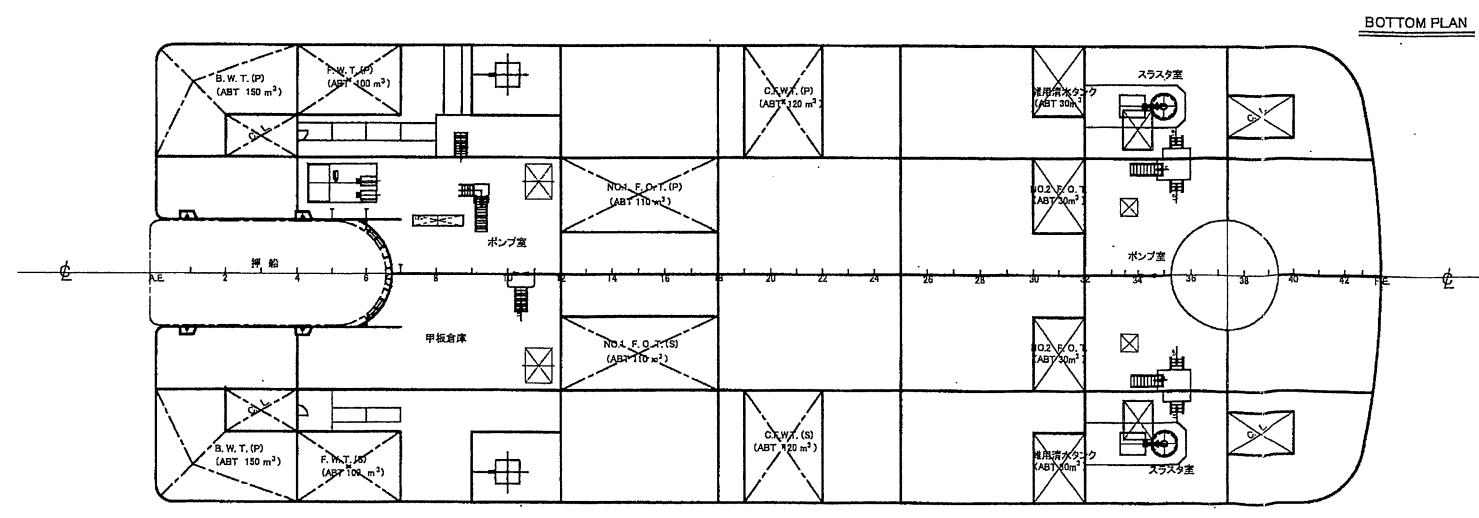 BOTTOM PLAN
B. W. T. (P)
(ABT 150 m³)
F. W. T. (P)
(ABT 100 m³)
C.F.W.T. (P)
(ABT 120 m³)
雑用清水タンク
(ABT 30m³)
スラスタ室
C. L.
C. L.
NO.1. F. O. T. (P)
(ABT 110 m³)
NO.2 F. O. T.
(ABT 30m³)
ポンプ室
ポンプ室
押 船
℄ A.E. 2 4 6 10 12 14 16 18 20 22 24 26 28 30 32 34 36 38 40 42 F.E. ℄
甲板倉庫
NO.1. F. O. T. (S)
(ABT 110 m³)
NO.2 F. O. T.
(ABT 30m³)
C. L.
C. L.
B. W. T. (P)
(ABT 150 m³)
F. W. T. (S)
(ABT 100 m³)
C.F.W.T. (S)
(ABT 120 m³)
雑用清水タンク
(ABT 30m³)
スラスタ室